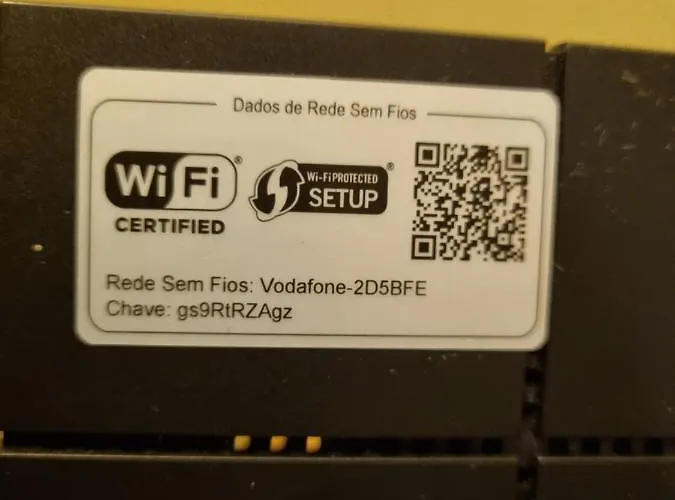 Dados de Rede Sem Fios
WiFi®
CERTIFIED
Wi-Fi PROTECTED ®
SETUP
Rede Sem Fios: Vodafone-2D5BFE
Chave: gs9RtRZAgz